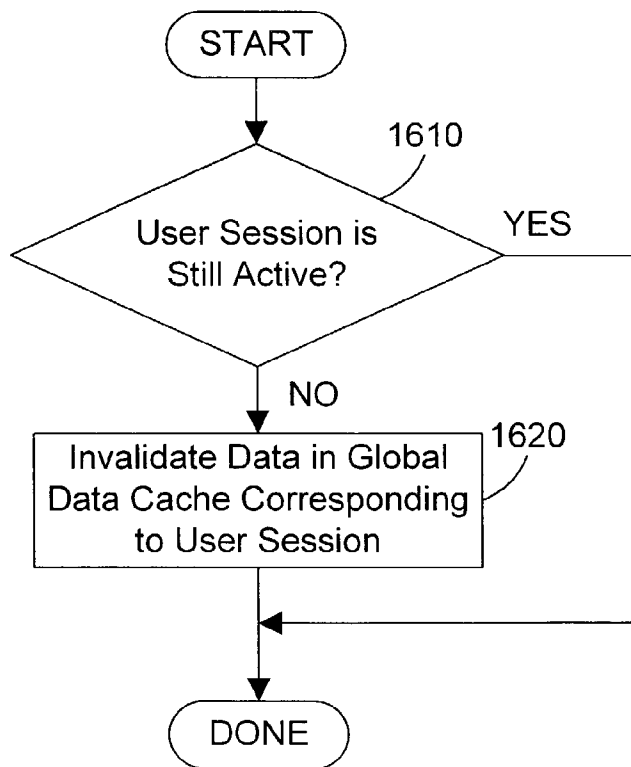 START
1610
User Session is
Still Active?
YES
NO
1620
Invalidate Data in Global
Data Cache Corresponding
to User Session
DONE